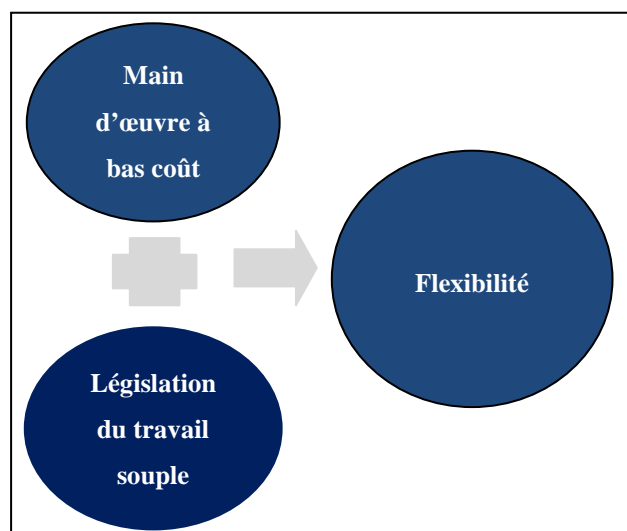 Main
d’œuvre à
bas coût
Flexibilité
Législation
du travail
souple